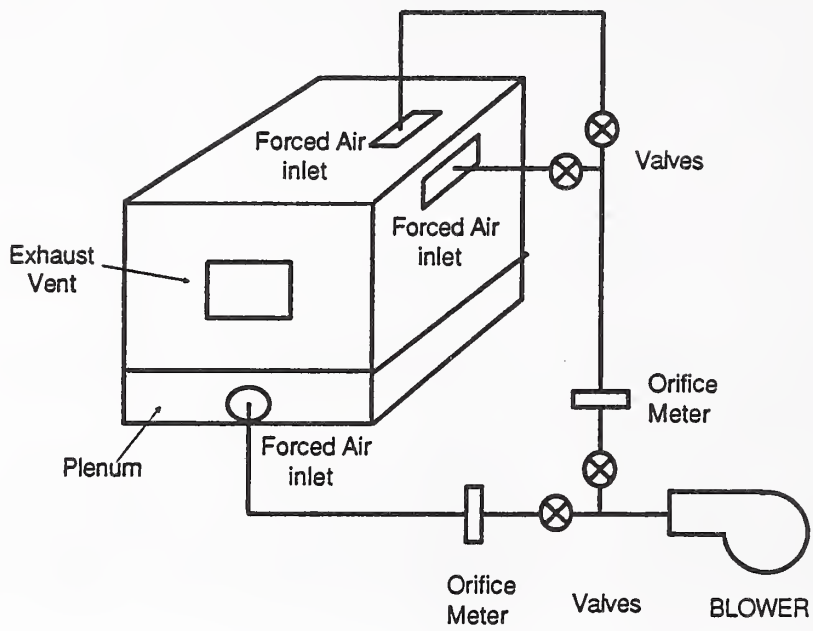 Forced Air
inlet
Valves
Forced Air
inlet
Exhaust
Vent
Orifice
Meter
Plenum
Forced Air
inlet
Orifice
Meter
Valves
BLOWER